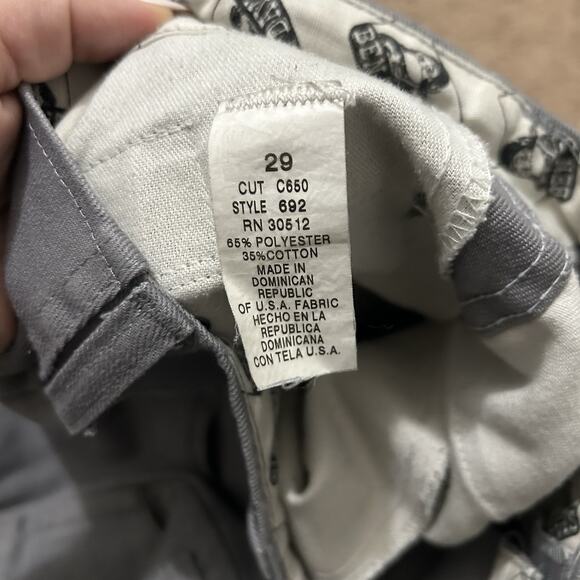 BEN
29
CUT C650
STYLE 692
RN 30512
65% POLYESTER
35%COTTON
MADE IN
DOMINICAN
REPUBLIC
OF U.S.A. FABRIC
HECHO EN LA
REPUBLICA
DOMINICANA
CON TELA U.S.A.